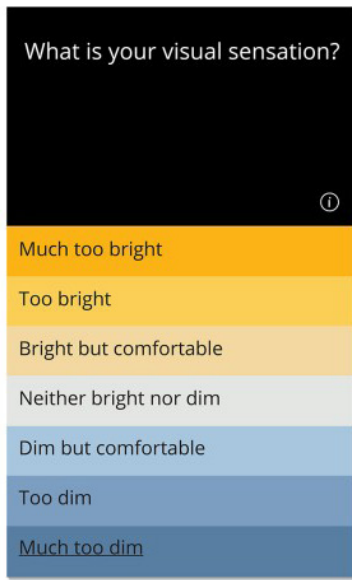 What is your visual sensation?
Much too bright
Too bright
Bright but comfortable
Neither bright nor dim
Dim but comfortable
Too dim
Much too dim